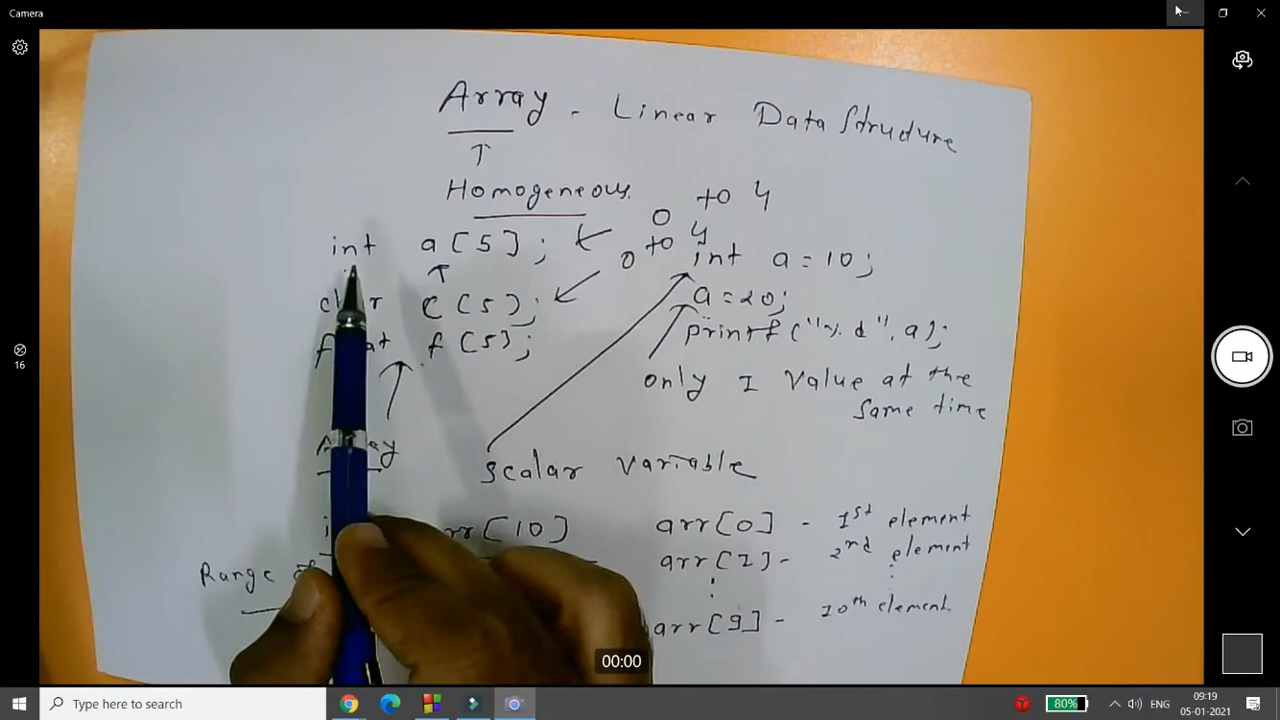 Camera
Array - Linear Data Structure
Homogeneous
0 to 4
int a[5];
0 to 4
int a = 10;
c[5];
a = 20;
f[5];
printf("%d", a);
only 1 Value at the
same time
Scalar Variable
[10]
arr[0] - 1st element
arr[1] - 2nd element
Range
arr[9] - 10th element
16
00:00
Type here to search
80%
ENG
09:19
05-01-2021